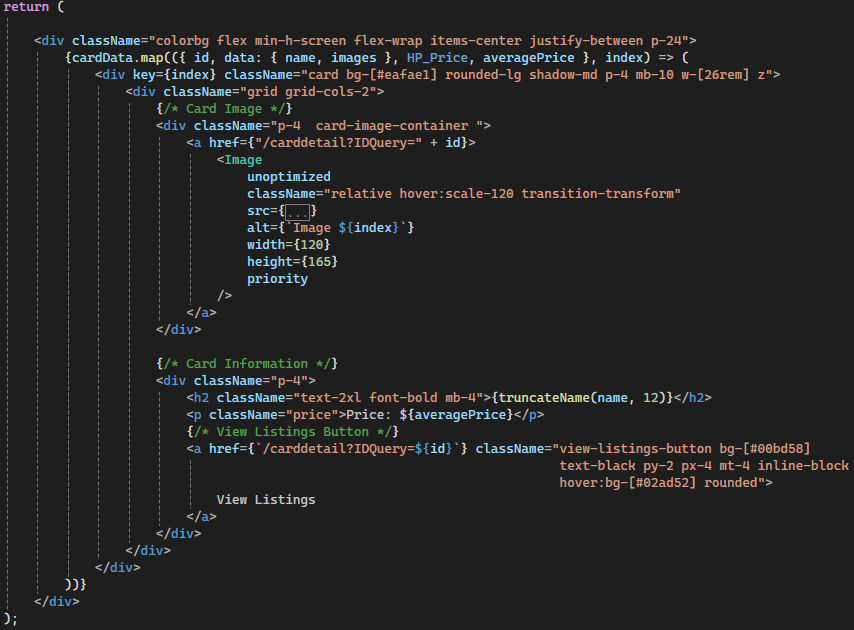 return (
<div className="colorbg flex min-h-screen flex-wrap items-center justify-between p-24">
{cardData.map(({ id, data: { name, images }, HP_Price, averagePrice }, index) => (
<div key={index} className="card bg-[#eafae1] rounded-lg shadow-md p-4 mb-10 w-[26rem] z">
<div className="grid grid-cols-2">
{/* Card Image */}
<div className="p-4  card-image-container ">
<a href={"/carddetail?IDQuery=" + id}>
<Image
unoptimized
className="relative hover:scale-120 transition-transform"
src={...}
alt={`Image ${index}`}
width={120}
height={165}
priority
/>
</a>
</div>
{/* Card Information */}
<div className="p-4">
<h2 className="text-2xl font-bold mb-4">{truncateName(name, 12)}</h2>
<p className="price">Price: ${averagePrice}</p>
{/* View Listings Button */}
<a href={`/carddetail?IDQuery=${id}`} className="view-listings-button bg-[#00bd58]
text-black py-2 px-4 mt-4 inline-block
hover:bg-[#02ad52] rounded">
View Listings
</a>
</div>
</div>
</div>
))}
</div>
);